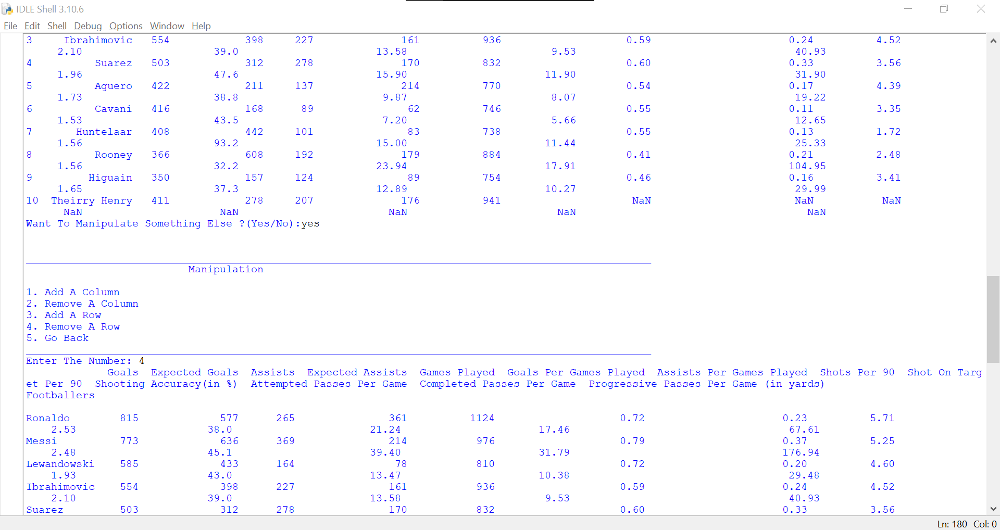 IDLE Shell 3.10.6
File Edit Shell Debug Options Window Help
3 Ibrahimovic 554 398 227 161 936 0.59 0.24 4.52
2.10 39.0 13.58 9.53 40.93
4 Suarez 503 312 278 170 832 0.60 0.33 3.56
1.96 47.6 15.90 11.90 31.90
5 Aguero 422 211 137 214 770 0.54 0.17 4.39
1.73 38.8 9.87 8.07 19.22
6 Cavani 416 168 89 62 746 0.55 0.11 3.35
1.53 43.5 7.20 5.66 12.65
7 Huntelaar 408 442 101 83 738 0.55 0.13 1.72
1.56 93.2 15.00 11.44 25.33
8 Rooney 366 608 192 179 884 0.41 0.21 2.48
1.56 32.2 23.94 17.91 104.95
9 Higuain 350 157 124 89 754 0.46 0.16 3.41
1.65 37.3 12.89 10.27 29.99
10 Theirry Henry 411 278 207 176 941 NaN NaN NaN
NaN NaN NaN NaN NaN
Want To Manipulate Something Else ?(Yes/No):yes
Manipulation
1. Add A Column
2. Remove A Column
3. Add A Row
4. Remove A Row
5. Go Back
Enter The Number: 4
Goals Expected Goals Assists Expected Assists Games Played Goals Per Games Played Assists Per Games Played Shots Per 90 Shot On Targ
et Per 90 Shooting Accuracy(in %) Attempted Passes Per Game Completed Passes Per Game Progressive Passes Per Game (in yards)
Footballers
Ronaldo 815 577 265 361 1124 0.72 0.23 5.71
2.53 38.0 21.24 17.46 67.61
Messi 773 636 369 214 976 0.79 0.37 5.25
2.48 45.1 39.40 31.79 176.94
Lewandowski 585 433 164 78 810 0.72 0.20 4.60
1.93 43.0 13.47 10.38 29.48
Ibrahimovic 554 398 227 161 936 0.59 0.24 4.52
2.10 39.0 13.58 9.53 40.93
Suarez 503 312 278 170 832 0.60 0.33 3.56
Ln: 180 Col: 0